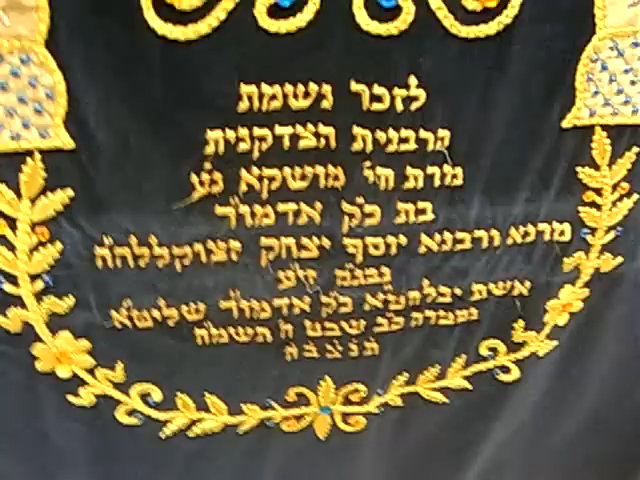 לזכר נשמת
הרבנית הצדקנית
מרת חי׳ מושקא נ״ע
בת כ״ק אדמו״ר
מרנא ורבנא יוסף יצחק זצוקללה״ה
נבג״מ זי״ע
אשת יבלחט״א כ״ק אדמו״ר שליט״א
נפטרה כ״ב שבט ה׳ תשמ״ח
ת נ צ ב ה